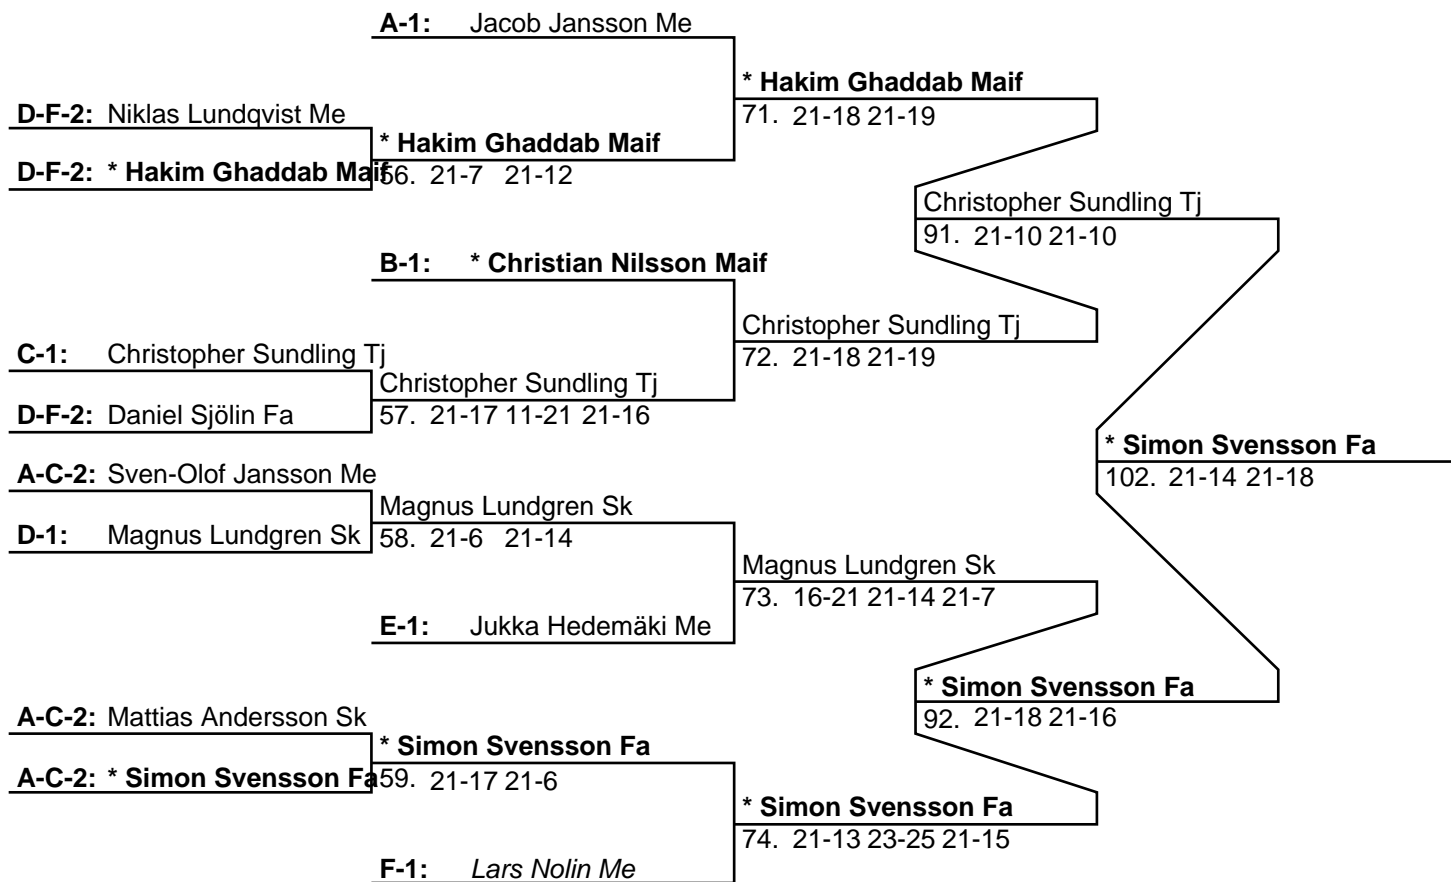 A-1: Jacob Jansson Me
* Hakim Ghaddab Maif
D-F-2: Niklas Lundqvist Me
71. 21-18 21-19
* Hakim Ghaddab Maif
D-F-2: * Hakim Ghaddab Maif
56. 21-7 21-12
Christopher Sundling Tj
91. 21-10 21-10
B-1: * Christian Nilsson Maif
Christopher Sundling Tj
C-1: Christopher Sundling Tj
72. 21-18 21-19
Christopher Sundling Tj
D-F-2: Daniel Sjölin Fa
57. 21-17 11-21 21-16
* Simon Svensson Fa
A-C-2: Sven-Olof Jansson Me
102. 21-14 21-18
Magnus Lundgren Sk
D-1: Magnus Lundgren Sk
58. 21-6 21-14
Magnus Lundgren Sk
73. 16-21 21-14 21-7
E-1: Jukka Hedemäki Me
* Simon Svensson Fa
A-C-2: Mattias Andersson Sk
92. 21-18 21-16
* Simon Svensson Fa
A-C-2: * Simon Svensson Fa
59. 21-17 21-6
* Simon Svensson Fa
74. 21-13 23-25 21-15
F-1: Lars Nolin Me